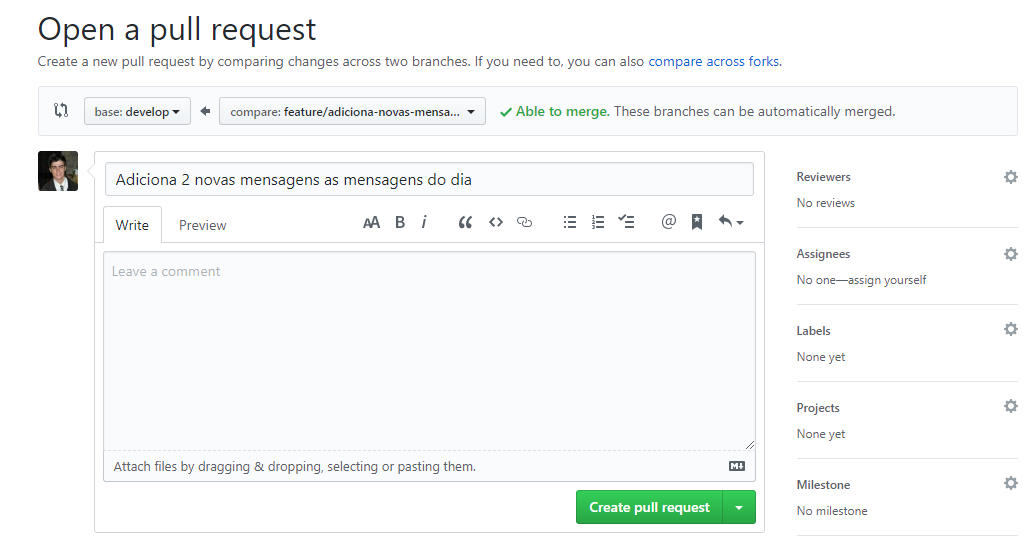 Open a pull request
Create a new pull request by comparing changes across two branches. If you need to, you can also compare across forks.
base: develop compare: feature/adiciona-novas-mensa... Able to merge. These branches can be automatically merged.
Adiciona 2 novas mensagens as mensagens do dia
Write Preview AA B i @
Leave a comment
Attach files by dragging & dropping, selecting or pasting them.
Create pull request
Reviewers
No reviews
Assignees
No one—assign yourself
Labels
None yet
Projects
None yet
Milestone
No milestone